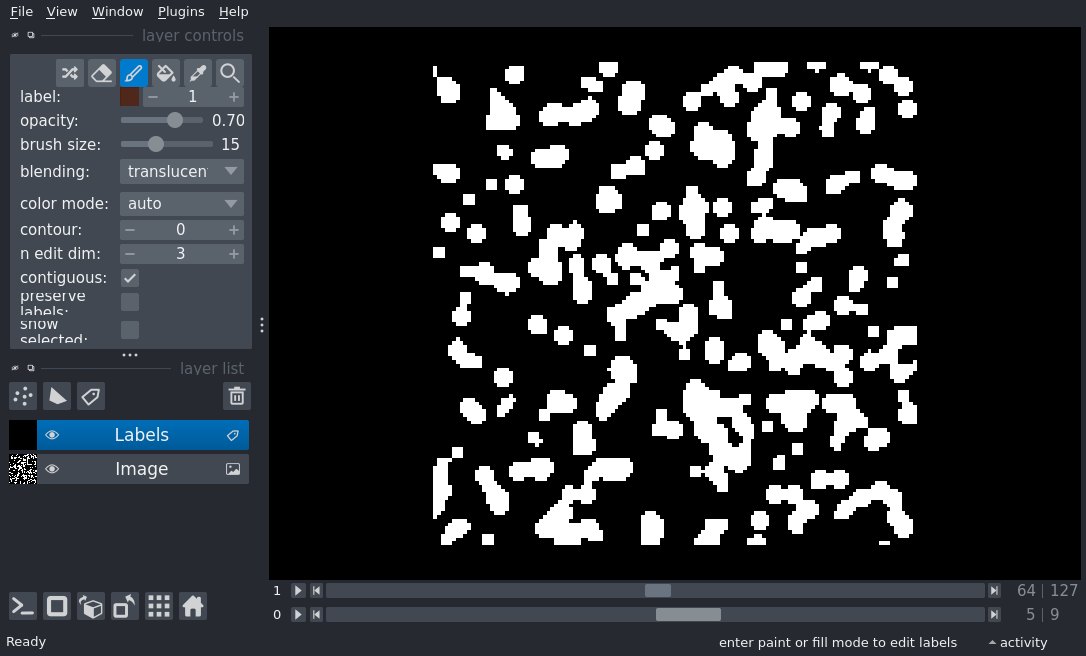 File View Window Plugins Help
layer controls
label: 1
opacity: 0.70
brush size: 15
blending: translucen
color mode: auto
contour: 0
n edit dim: 3
contiguous:
preserve
labels:
show
selected:
layer list
Labels
Image
1 64 127
0 5 9
Ready enter paint or fill mode to edit labels activity